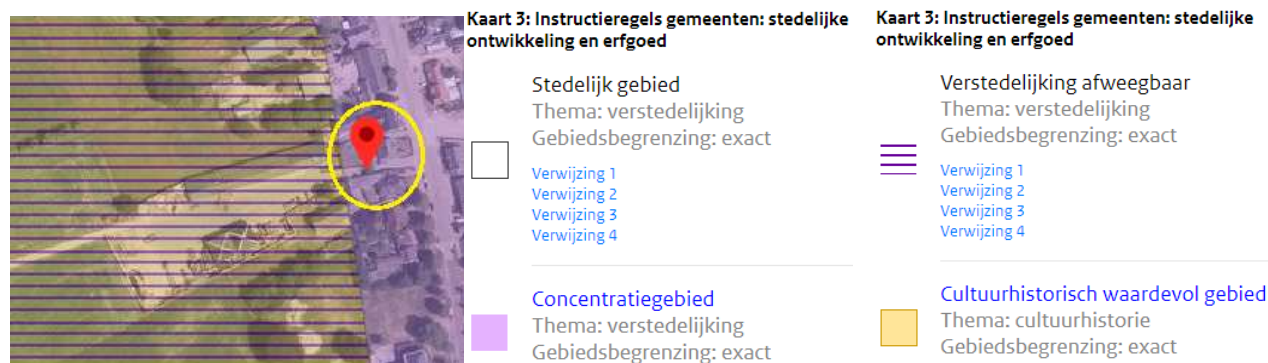 Kaart 3: Instructieregels gemeenten: stedelijke
ontwikkeling en erfgoed
Stedelijk gebied
Thema: verstedelijking
Gebiedsbegrenzing: exact
Verwijzing 1
Verwijzing 2
Verwijzing 3
Verwijzing 4
Concentratiegebied
Thema: verstedelijking
Gebiedsbegrenzing: exact
Kaart 3: Instructieregels gemeenten: stedelijke
ontwikkeling en erfgoed
Verstedelijking afweegbaar
Thema: verstedelijking
Gebiedsbegrenzing: exact
Verwijzing 1
Verwijzing 2
Verwijzing 3
Verwijzing 4
Cultuurhistorisch waardevol gebied
Thema: cultuurhistorie
Gebiedsbegrenzing: exact